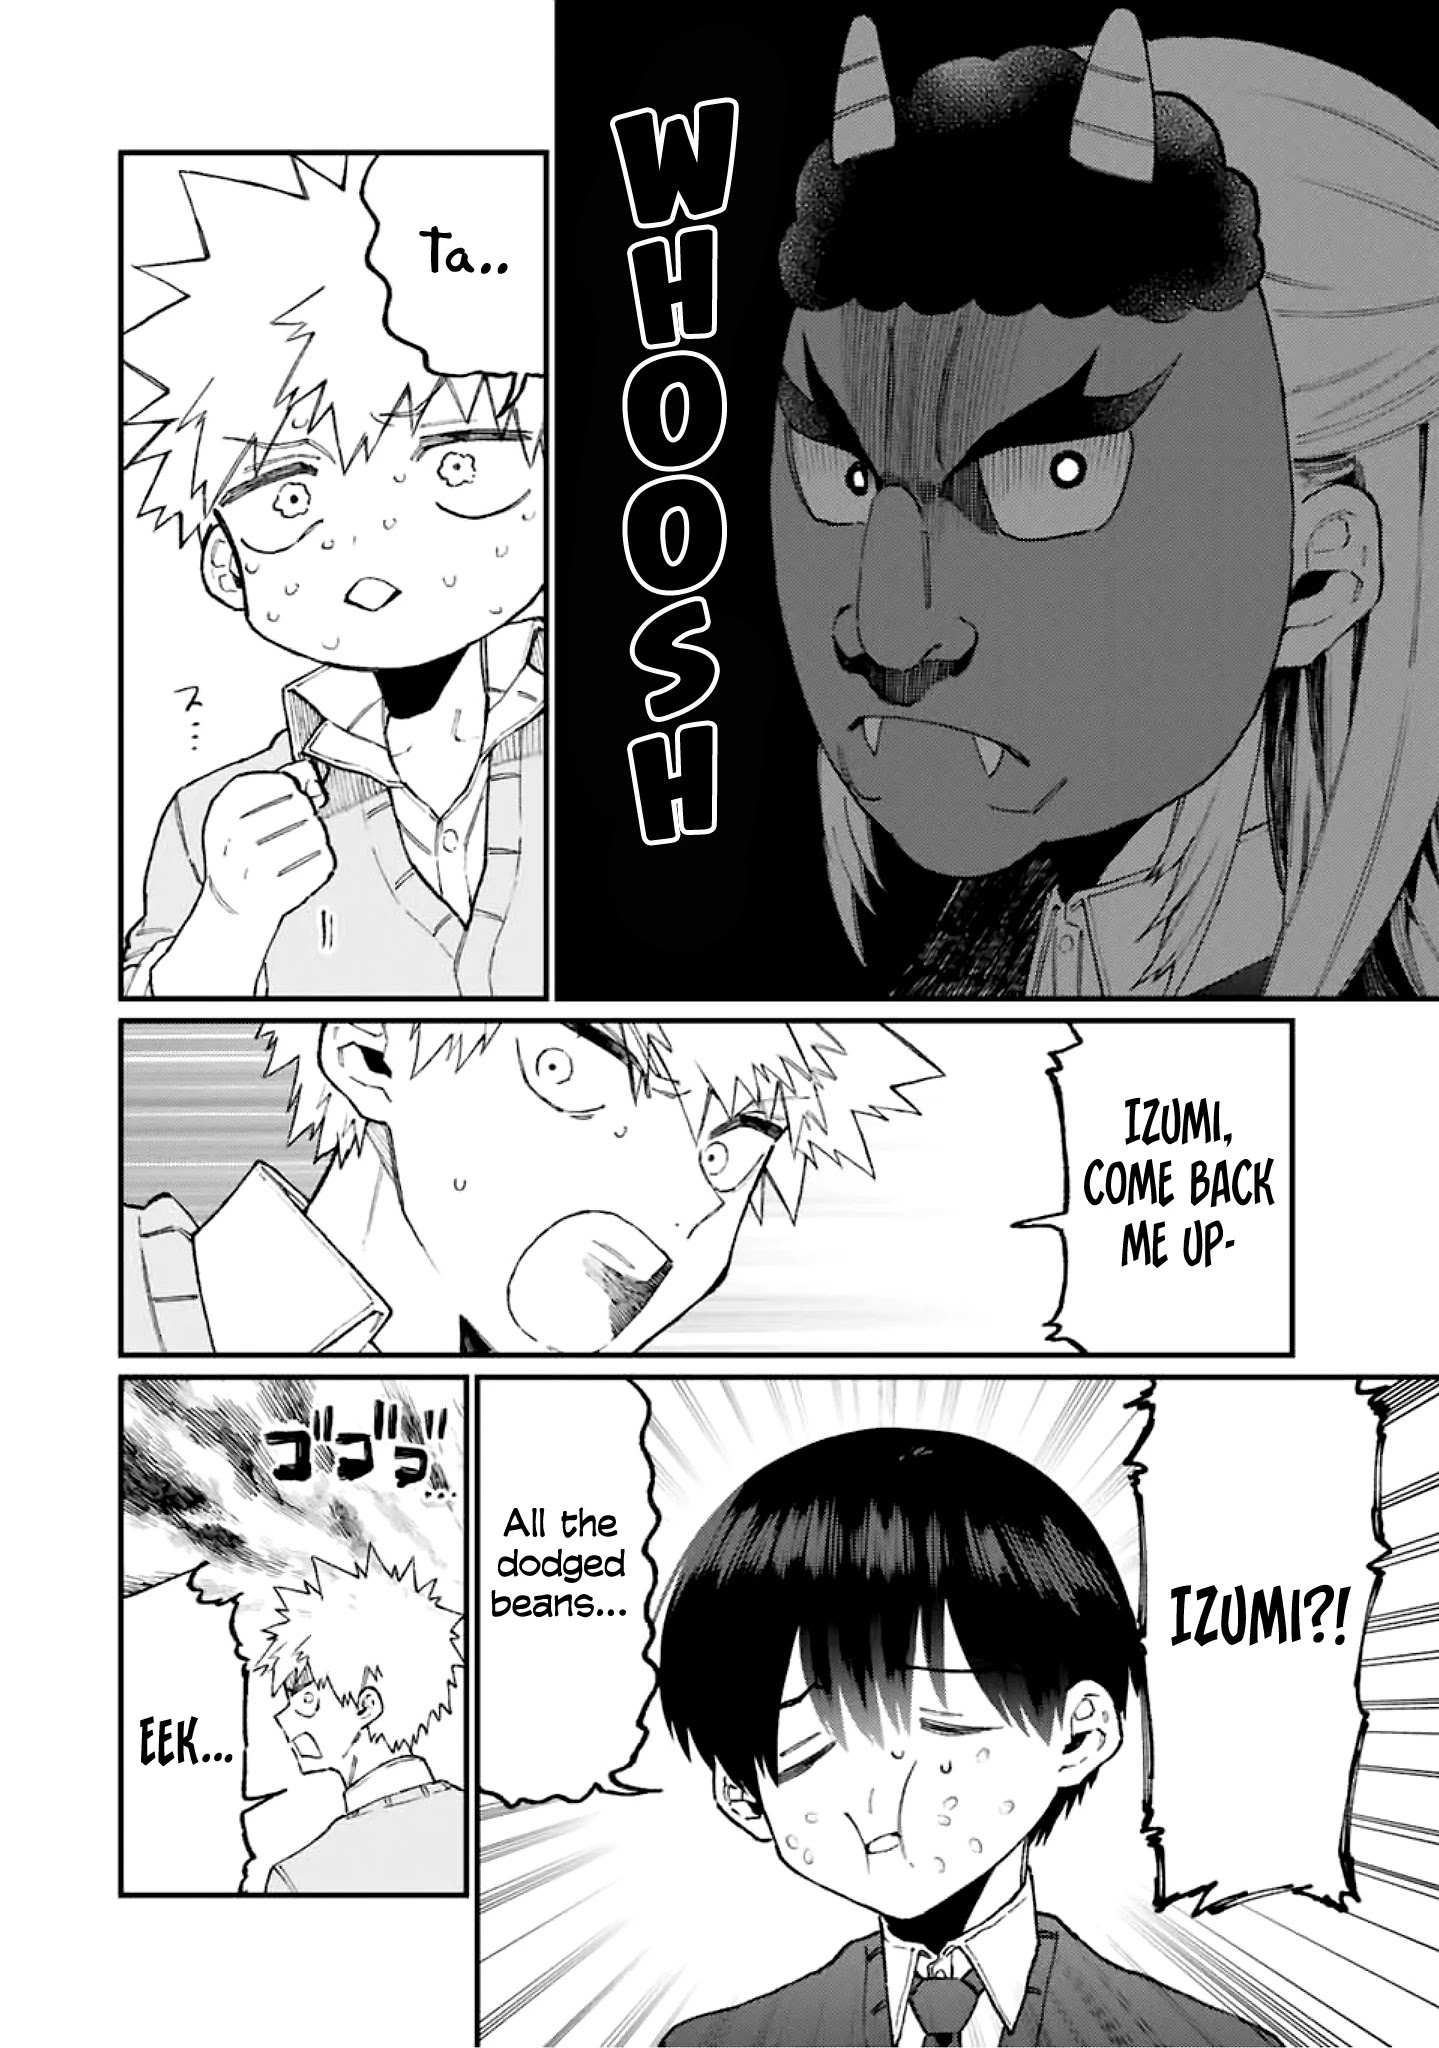 WHOOSH
Ta..
ス...
IZUMI,
COME BACK
ME UP-
IZUMI?!
All the
dodged
beans...
ゴゴゴ...
EEK...